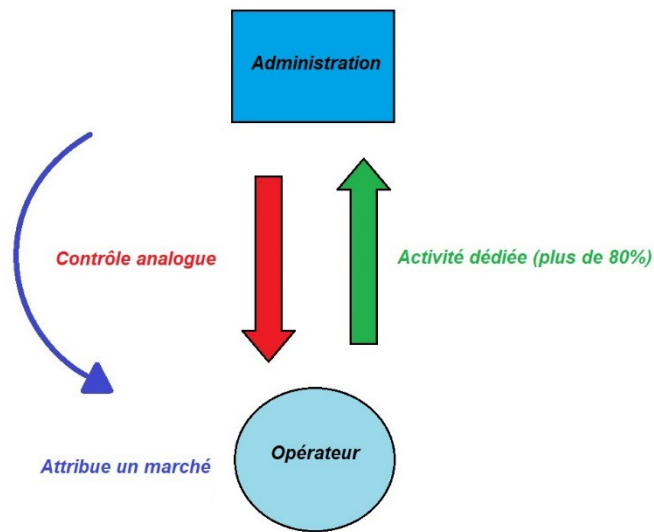 Administration
Contrôle analogue
Activité dédiée (plus de 80%)
Attribue un marché
Opérateur